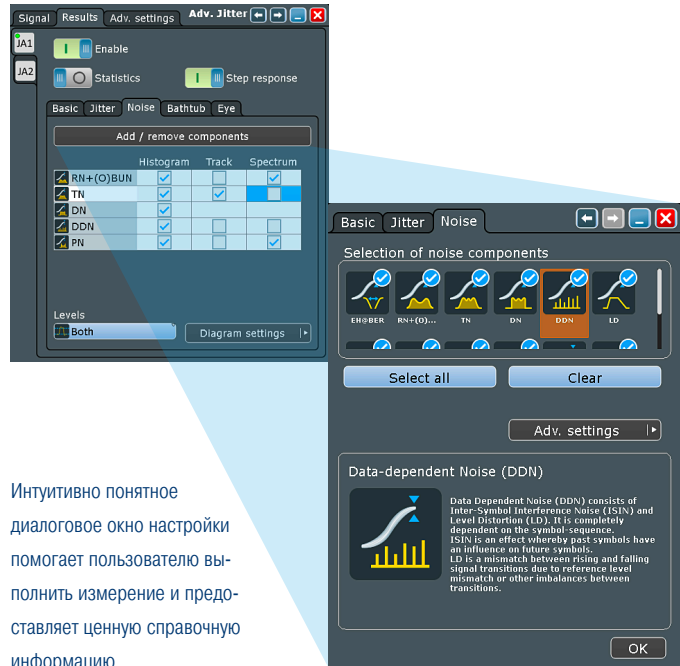 Signal Results Adv. settings Adv. Jitter
JA1
Enable
JA2
Statistics Step response
Basic Jitter Noise Bathtub Eye
Add / remove components
Histogram Track Spectrum
RN+(O)BUN
TN
DN
DDN
PN
Levels
Both Diagram settings
Basic Jitter Noise
Selection of noise components
EH@BER RN+(O)... TN DN DDN LD
Select all Clear
Adv. settings
Data-dependent Noise (DDN)
Data Dependent Noise (DDN) consists of
Inter-Symbol Interference Noise (ISIN) and
Level Distortion (LD). It is completely
dependent on the symbol-sequence.
ISIN is an effect whereby past symbols have
an influence on future symbols.
LD is a mismatch between rising and falling
signal transitions due to reference level
mismatch or other imbalances between
transitions.
OK
Интуитивно понятное
диалоговое окно настройки
помогает пользователю вы-
полнить измерение и предо-
ставляет ценную справочную
информацию